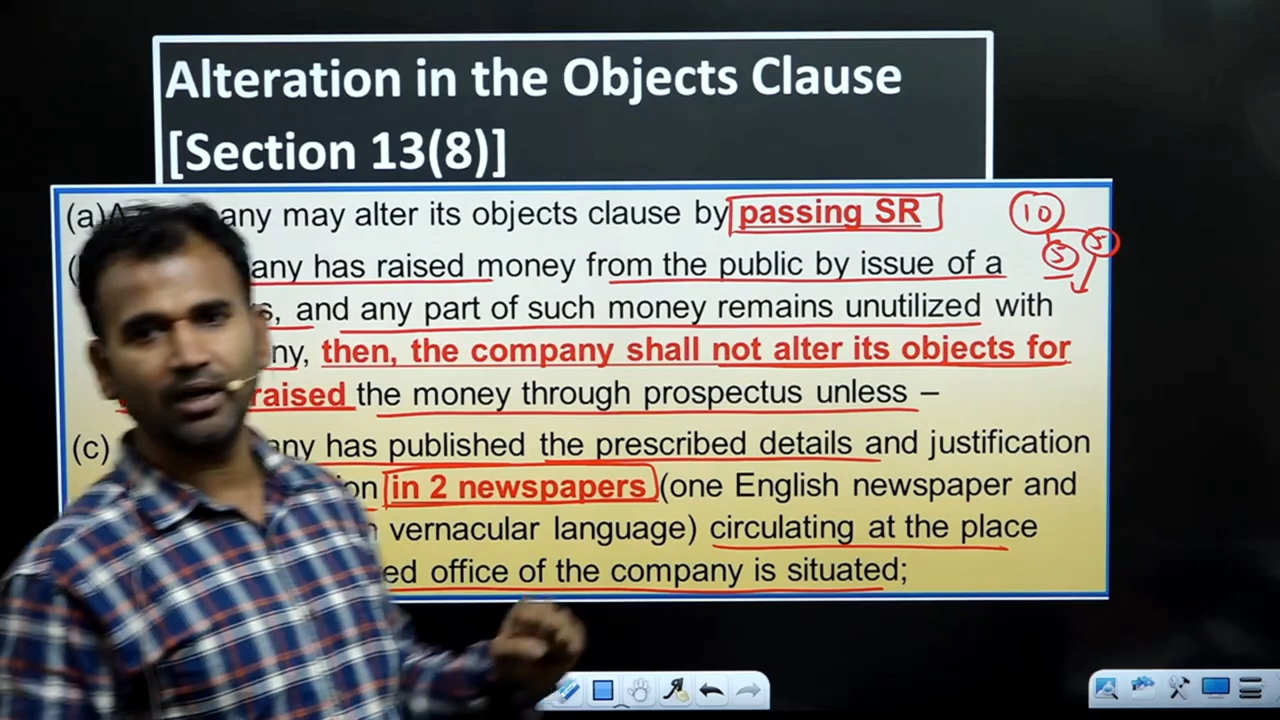 Alteration in the Objects Clause
[Section 13(8)]
(a) any may alter its objects clause by passing SR
10
5
5
any has raised money from the public by issue of a
s, and any part of such money remains unutilized with
ny, then, the company shall not alter its objects for
raised the money through prospectus unless –
(c) any has published the prescribed details and justification
on in 2 newspapers (one English newspaper and
vernacular language) circulating at the place
ed office of the company is situated;